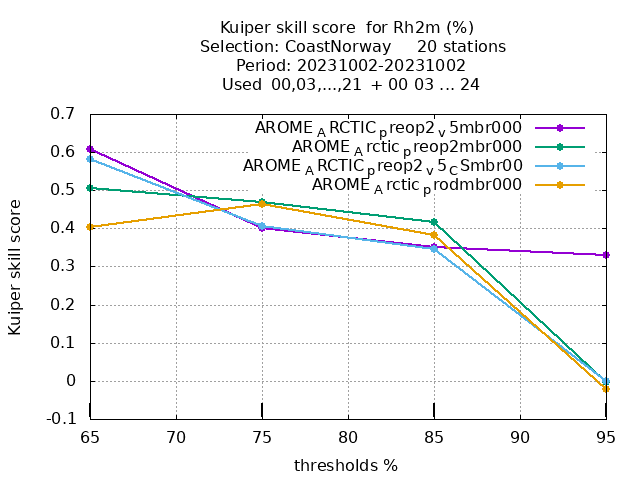 Kuiper skill score  for Rh2m (%)
Selection: CoastNorway     20 stations
Period: 20231002-20231002
Used  00,03,...,21  + 00 03 ... 24
AROME_ARCTIC_preop2_v5mbr000
AROME_Arctic_preop2mbr000
AROME_ARCTIC_preop2_v5_CSmbr00
AROME_Arctic_prodmbr000
Kuiper skill score
0.7
0.6
0.5
0.4
0.3
0.2
0.1
0
-0.1
65 70 75 80 85 90 95
thresholds %